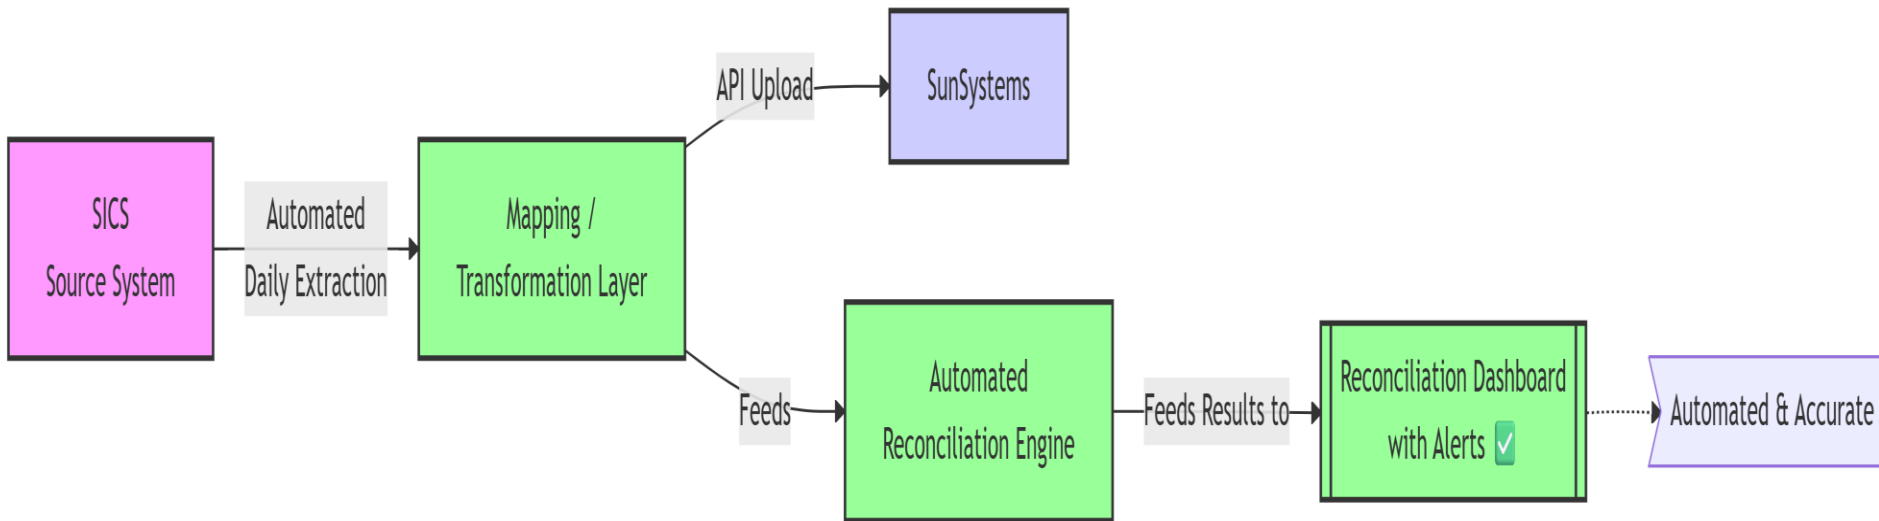 SICS
Source System
Automated
Daily Extraction
Mapping /
Transformation Layer
API Upload
SunSystems
Feeds
Automated
Reconciliation Engine
Feeds Results to
Reconciliation Dashboard
with Alerts ✅
Automated & Accurate